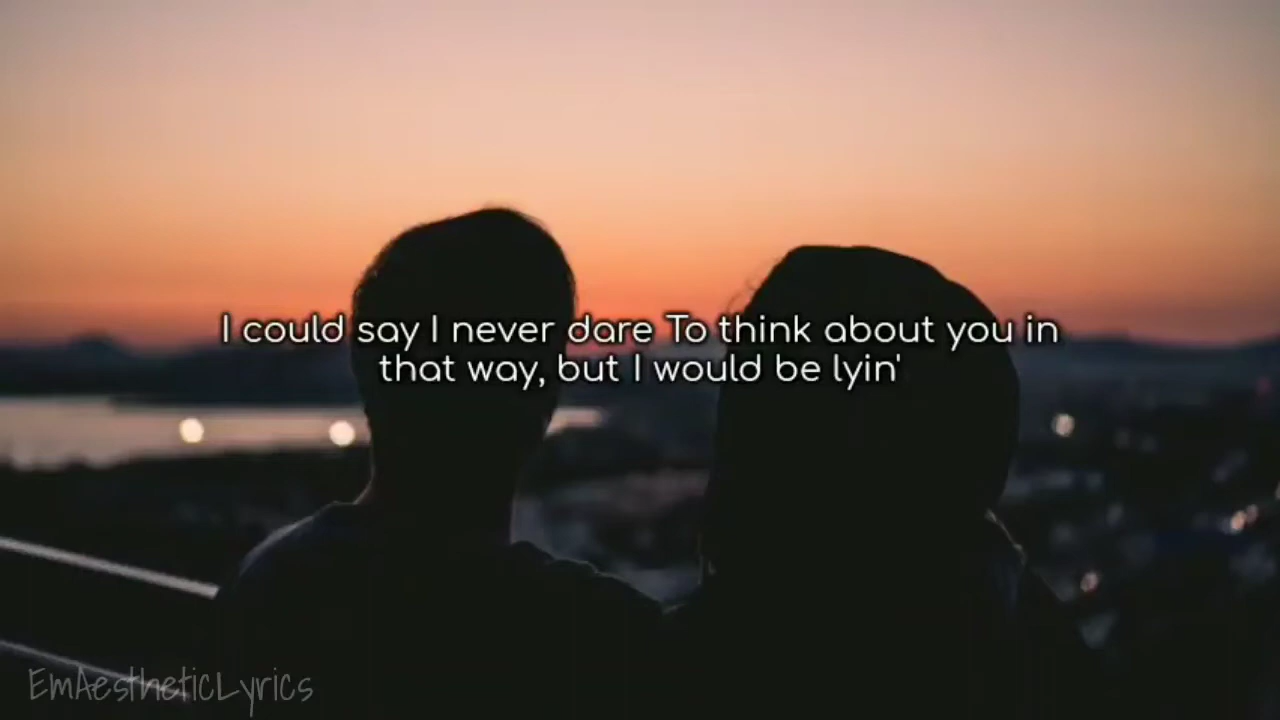 I could say I never dare To think about you in
that way, but I would be lyin'
EmAestheticLyrics